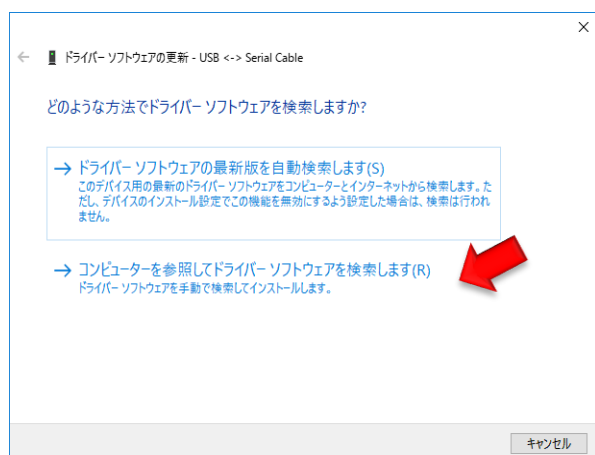 ドライバー ソフトウェアの更新 - USB <-> Serial Cable
どのような方法でドライバー ソフトウェアを検索しますか?
ドライバー ソフトウェアの最新版を自動検索します(S)
このデバイス用の最新のドライバー ソフトウェアをコンピューターとインターネットから検索します。た
だし、デバイスのインストール設定でこの機能を無効にするよう設定した場合は、検索は行われ
ません。
コンピューターを参照してドライバー ソフトウェアを検索します(R)
ドライバー ソフトウェアを手動で検索してインストールします。
キャンセル